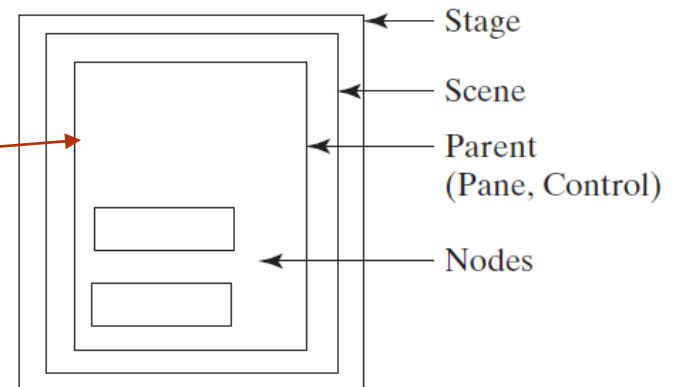 Stage
Scene
Parent
(Pane, Control)
Nodes